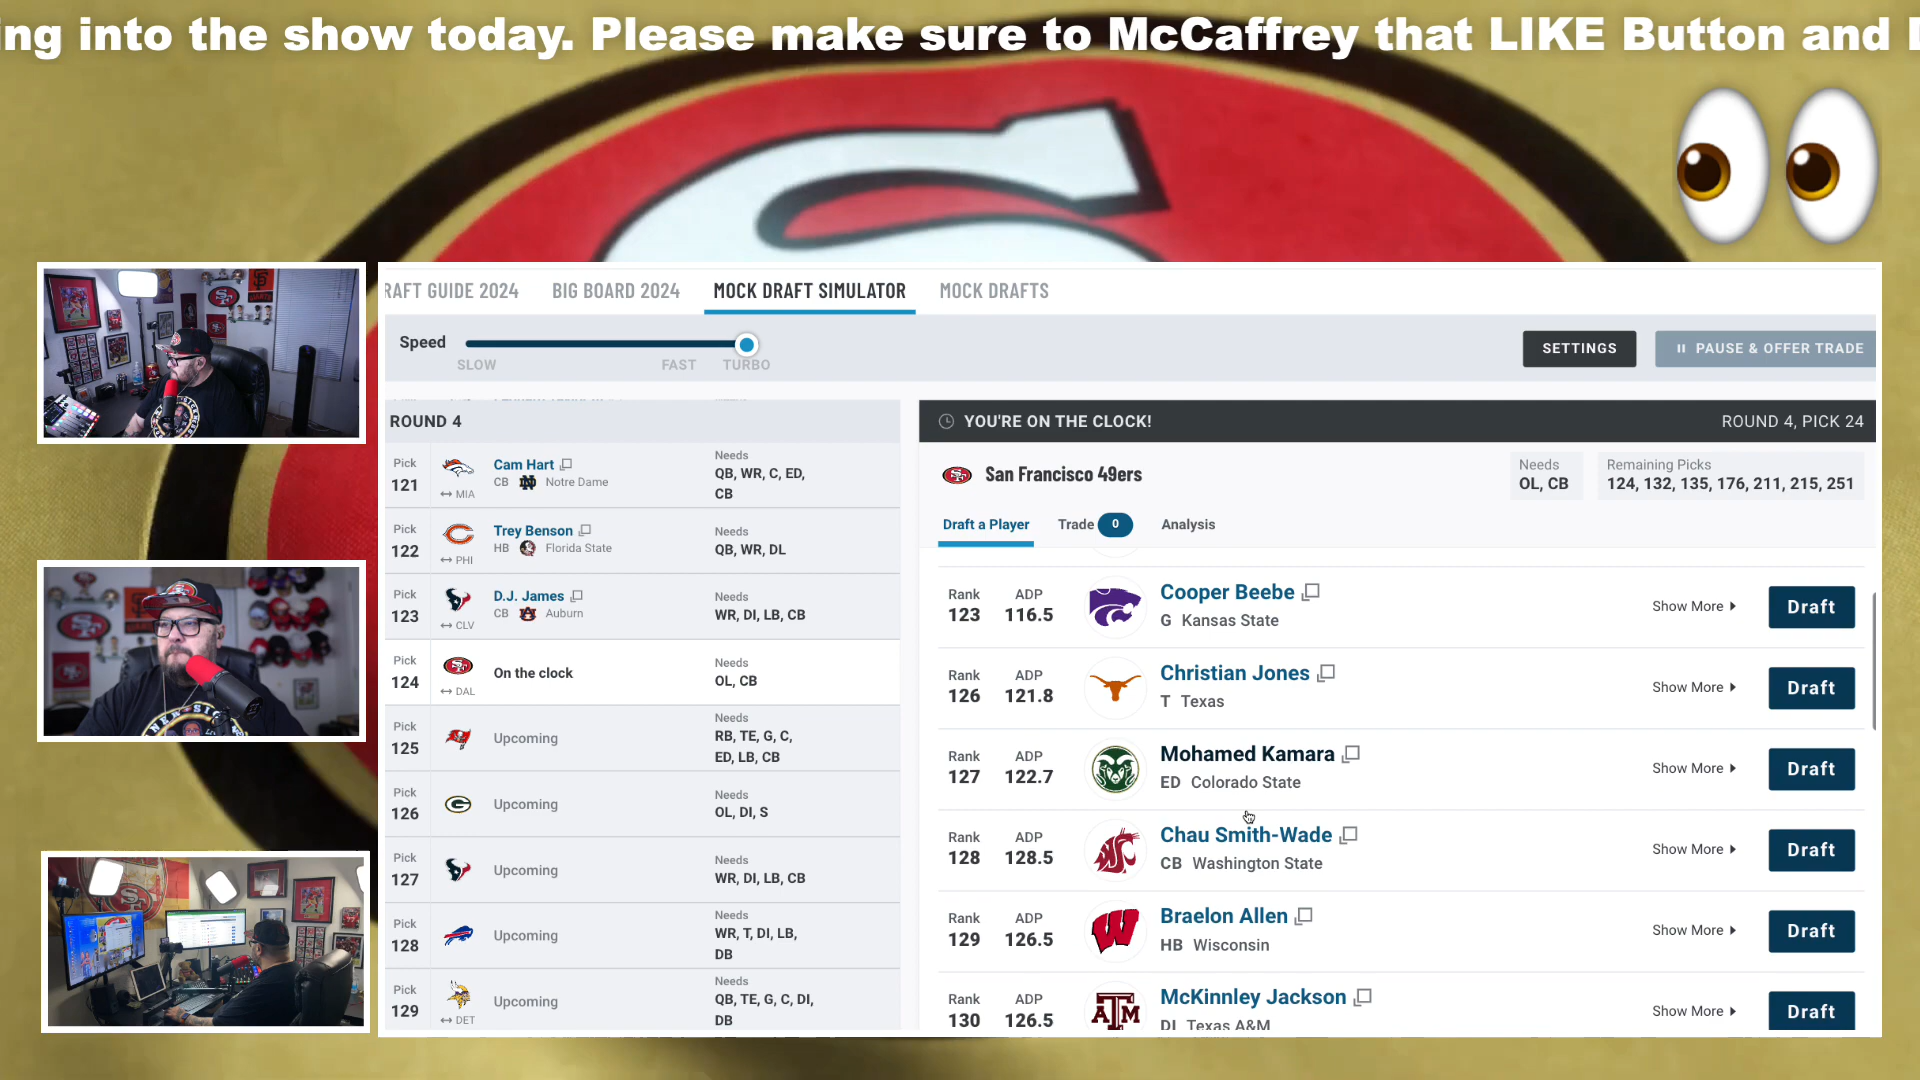 ing into the show today. Please make sure to McCaffrey that LIKE Button and
RAFT GUIDE 2024
BIG BOARD 2024
MOCK DRAFT SIMULATOR
MOCK DRAFTS
Speed
SLOW
FAST
TURBO
SETTINGS
PAUSE & OFFER TRADE
ROUND 4
Pick
121
MIA
Cam Hart
CB Notre Dame
Needs
QB, WR, C, ED,
CB
Pick
122
PHI
Trey Benson
HB Florida State
Needs
QB, WR, DL
Pick
123
CLV
D.J. James
CB Auburn
Needs
WR, DI, LB, CB
Pick
124
DAL
On the clock
Needs
OL, CB
Pick
125
Upcoming
Needs
RB, TE, G, C,
ED, LB, CB
Pick
126
Upcoming
Needs
OL, DI, S
Pick
127
Upcoming
Needs
WR, DI, LB, CB
Pick
128
Upcoming
Needs
WR, T, DI, LB,
DB
Pick
129
DET
Upcoming
Needs
QB, TE, G, C, DI,
DB
YOU'RE ON THE CLOCK!
ROUND 4, PICK 24
San Francisco 49ers
Needs
OL, CB
Remaining Picks
124, 132, 135, 176, 211, 215, 251
Draft a Player
Trade 0
Analysis
Rank
123
ADP
116.5
Cooper Beebe
G Kansas State
Show More
Draft
Rank
126
ADP
121.8
Christian Jones
T Texas
Show More
Draft
Rank
127
ADP
122.7
Mohamed Kamara
ED Colorado State
Show More
Draft
Rank
128
ADP
128.5
Chau Smith-Wade
CB Washington State
Show More
Draft
Rank
129
ADP
126.5
Braelon Allen
HB Wisconsin
Show More
Draft
Rank
130
ADP
126.5
McKinnley Jackson
DI Texas A&M
Show More
Draft